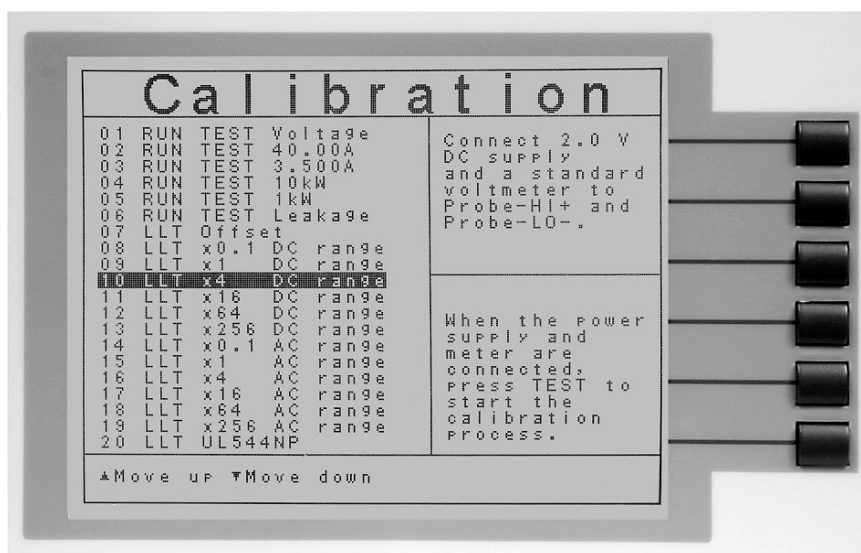 Calibration
01 RUN TEST Voltage
02 RUN TEST 40.00A
03 RUN TEST 3.500A
04 RUN TEST 10kW
05 RUN TEST 1kW
06 RUN TEST Leakage
07 LLT Offset
08 LLT x0.1 DC range
09 LLT x1 DC range
10 LLT x4 DC range
11 LLT x16 DC range
12 LLT x64 DC range
13 LLT x256 DC range
14 LLT x0.1 AC range
15 LLT x1 AC range
16 LLT x4 AC range
17 LLT x16 AC range
18 LLT x64 AC range
19 LLT x256 AC range
20 LLT UL544NP
Connect 2.0 V
DC supply
and a standard
voltmeter to
Probe-HI+ and
Probe-LO-.
When the power
supply and
meter are
connected,
press TEST to
start the
calibration
process.
▲Move up ▼Move down